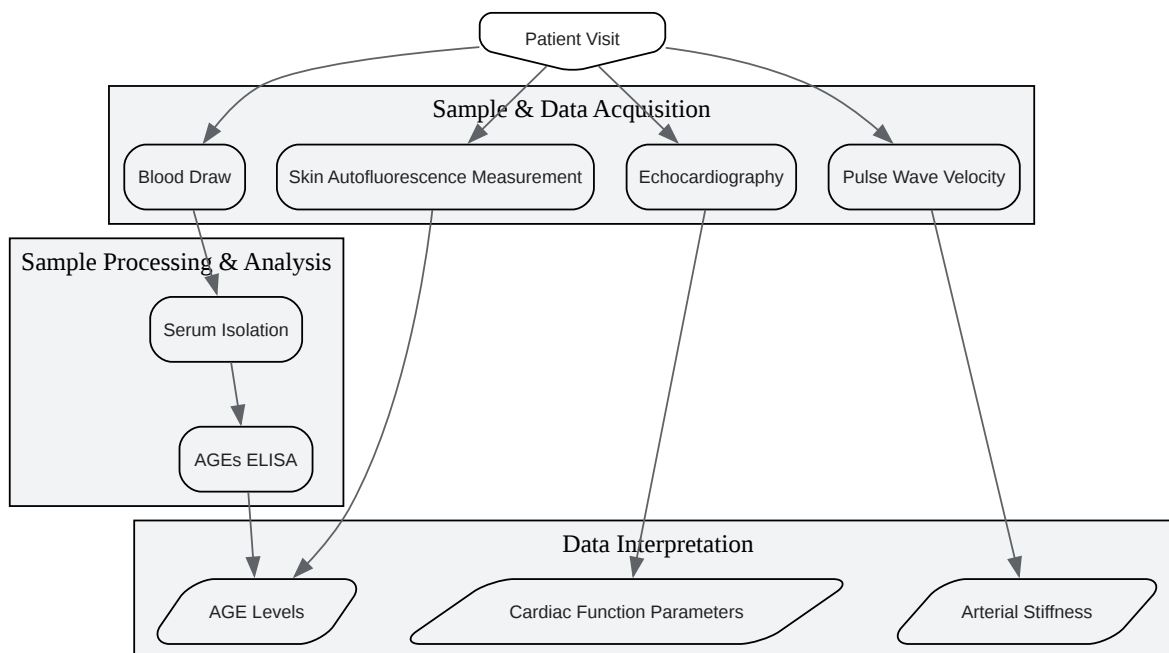 Patient Visit
Sample & Data Acquisition
Blood Draw
Skin Autofluorescence Measurement
Echocardiography
Pulse Wave Velocity
Sample Processing & Analysis
Serum Isolation
AGEs ELISA
Data Interpretation
AGE Levels
Cardiac Function Parameters
Arterial Stiffness